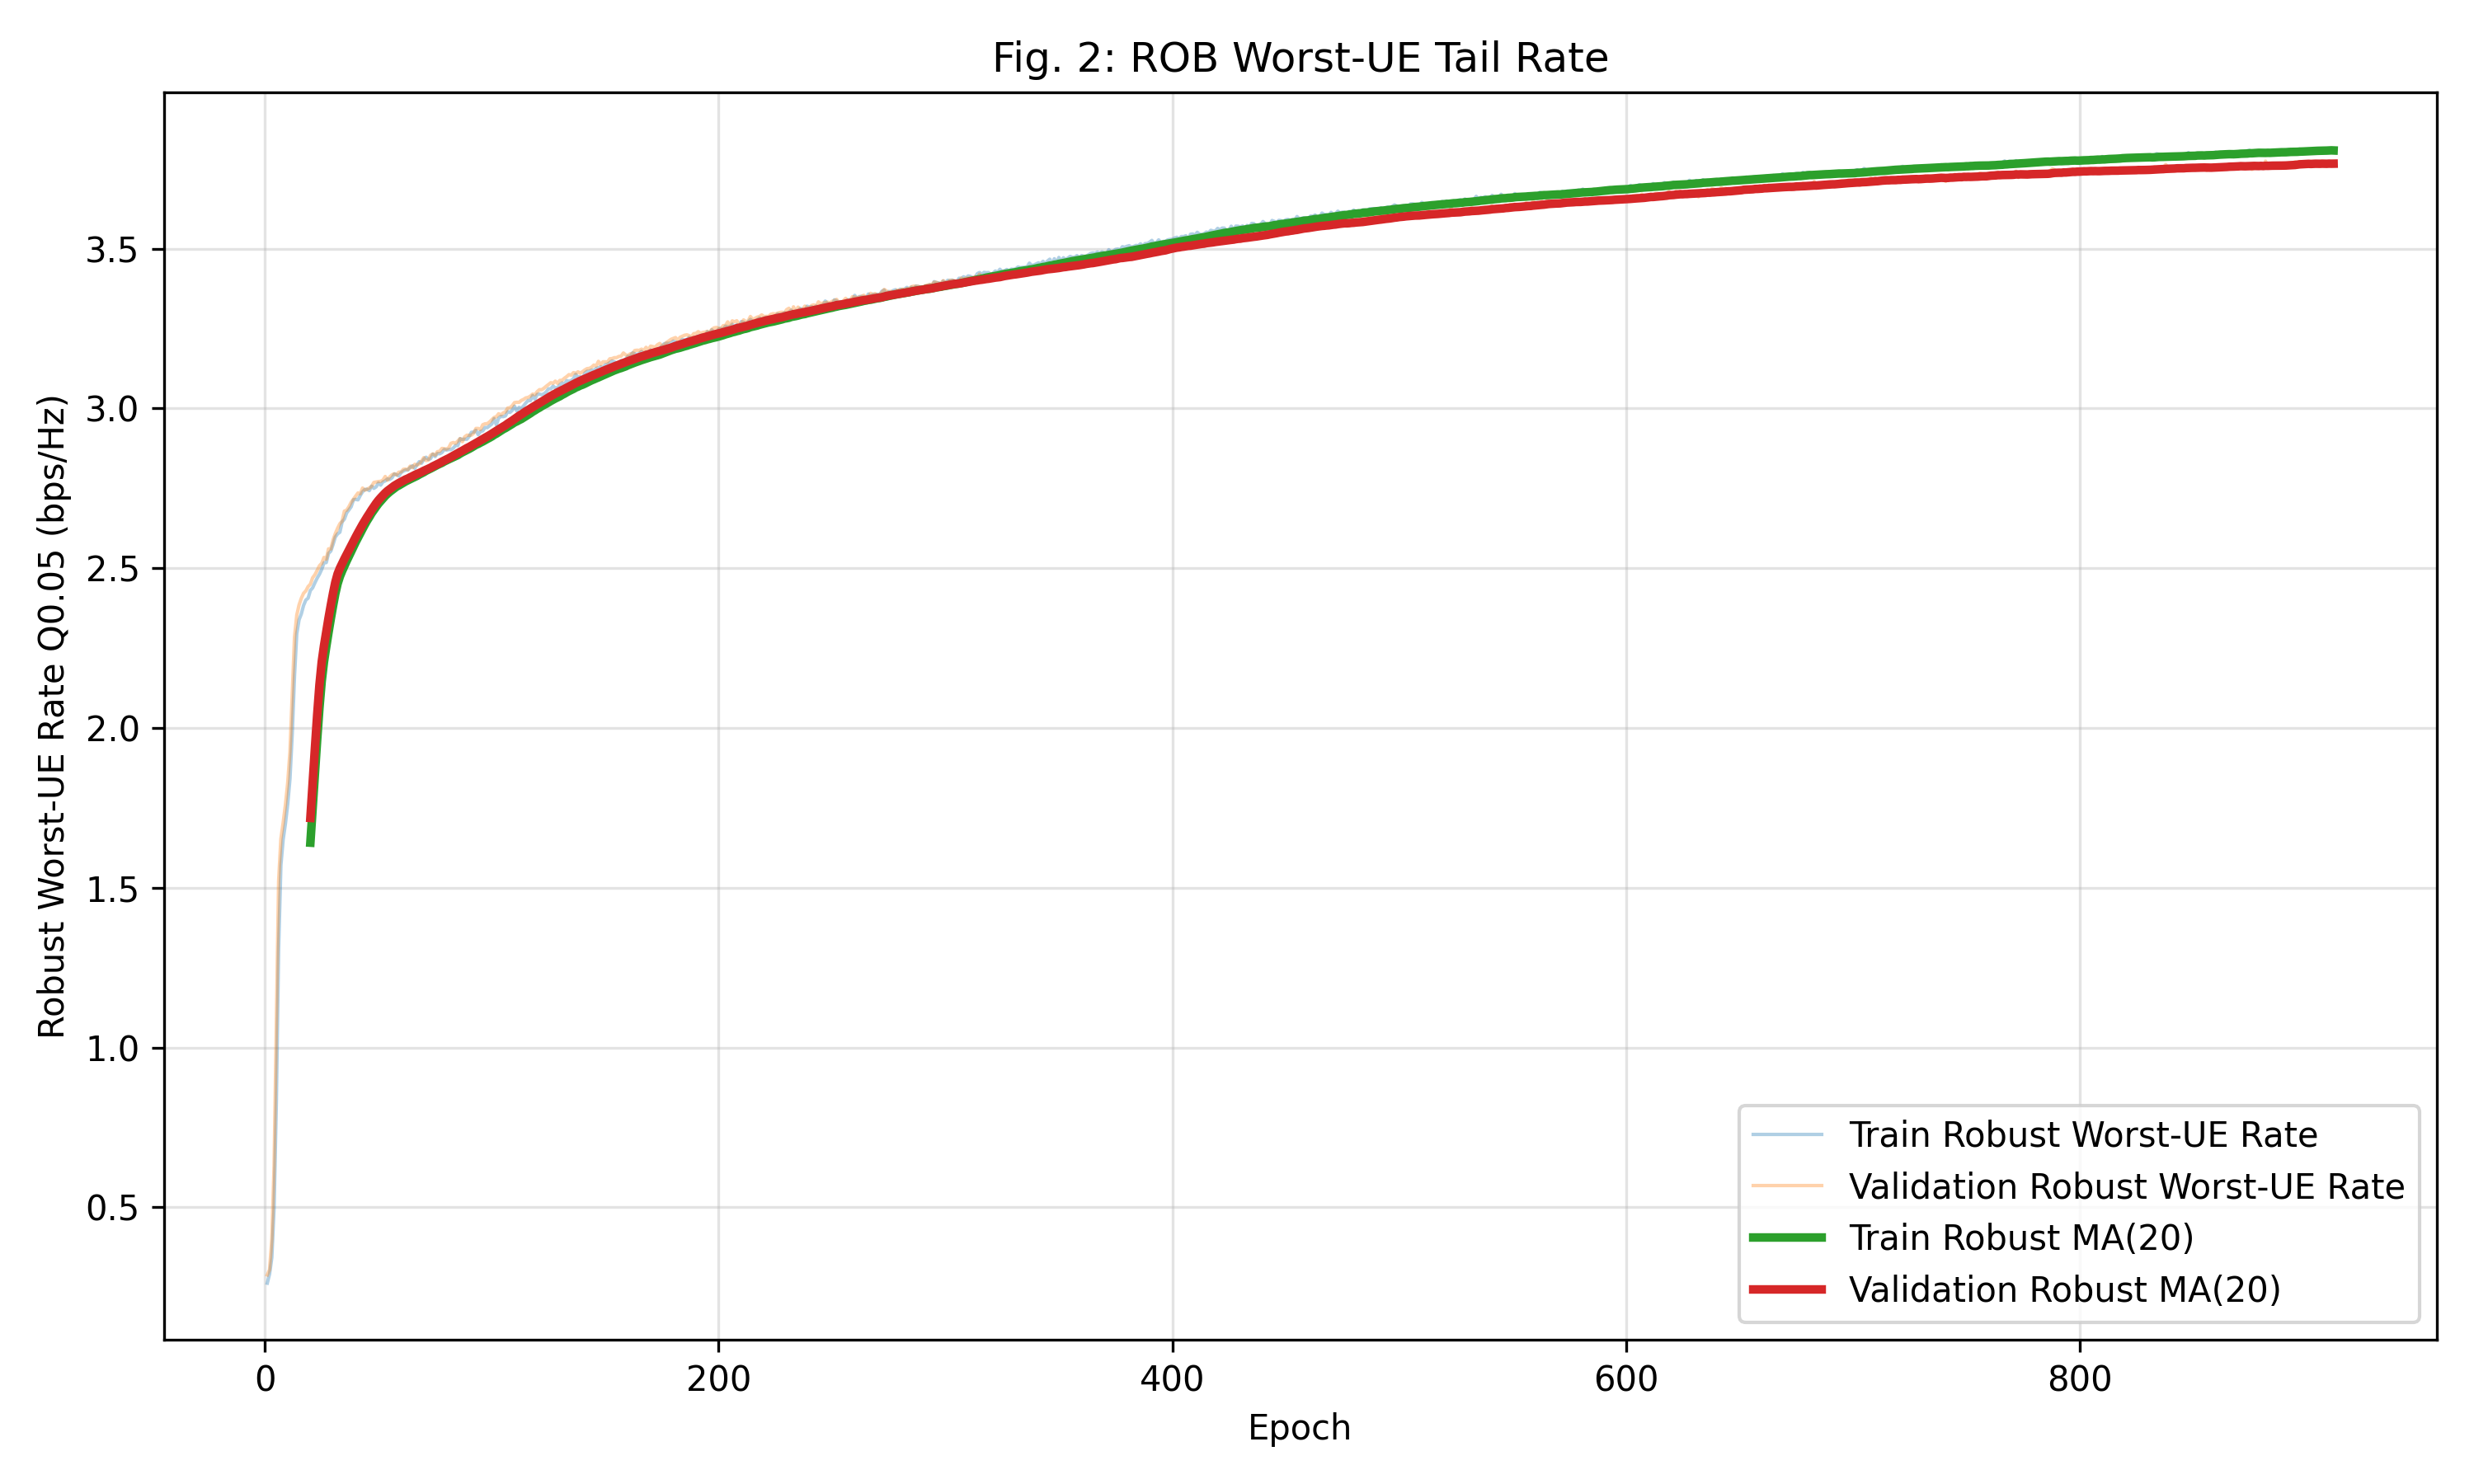 Fig. 2: ROB Worst-UE Tail Rate
Robust Worst-UE Rate Q0.05 (bps/Hz)
3.5
3.0
2.5
2.0
1.5
1.0
0.5
0 200 400 600 800
Epoch
Train Robust Worst-UE Rate
Validation Robust Worst-UE Rate
Train Robust MA(20)
Validation Robust MA(20)